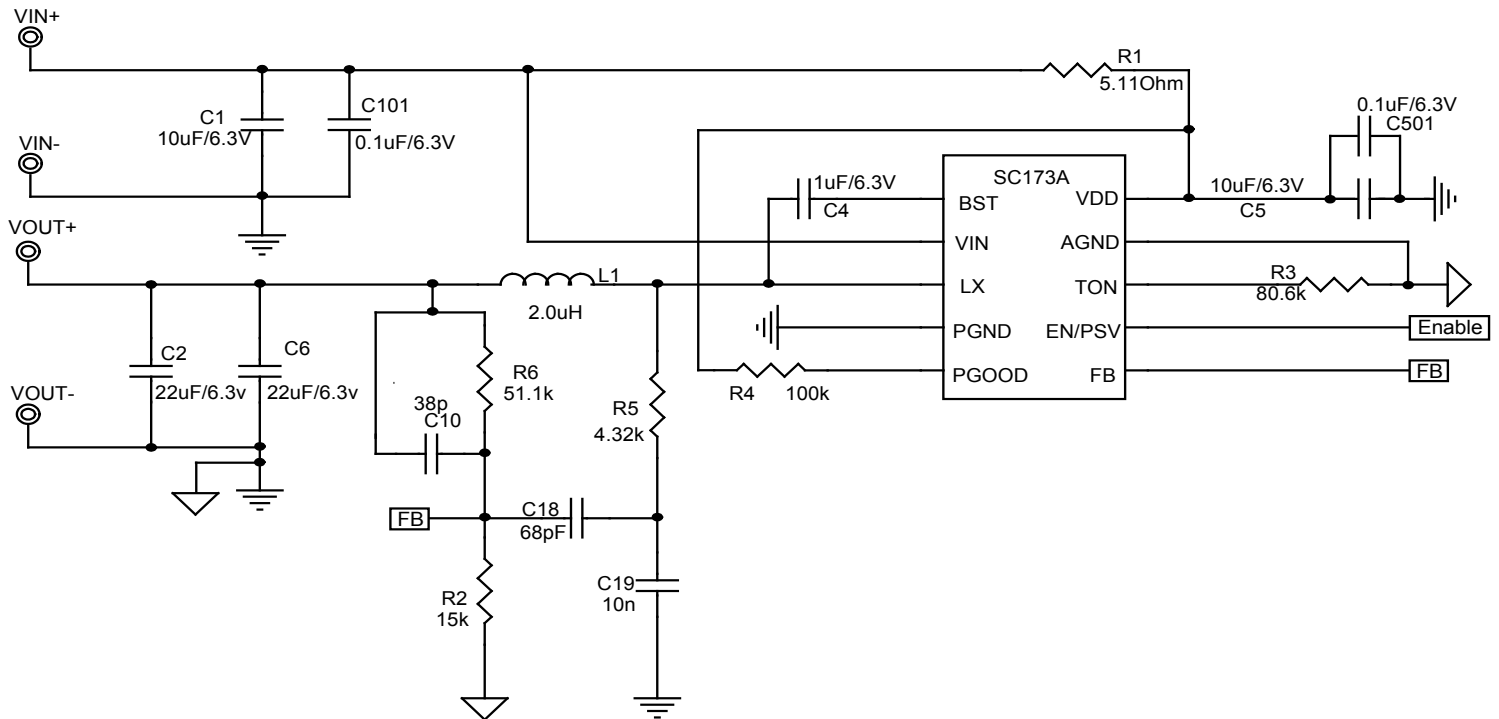 VIN+
R1
5.11Ohm
C1
10uF/6.3V
C101
0.1uF/6.3V
0.1uF/6.3V
C501
VIN-
SC173A
1uF/6.3V
C4
BST
VDD
10uF/6.3V
C5
VOUT+
VIN
AGND
L1
2.0uH
LX
TON
R3
80.6k
PGND
EN/PSV
Enable
C2
22uF/6.3v
C6
22uF/6.3v
R6
51.1k
R4
100k
PGOOD
FB
FB
VOUT-
38p
C10
R5
4.32k
FB
C18
68pF
C19
10n
R2
15k